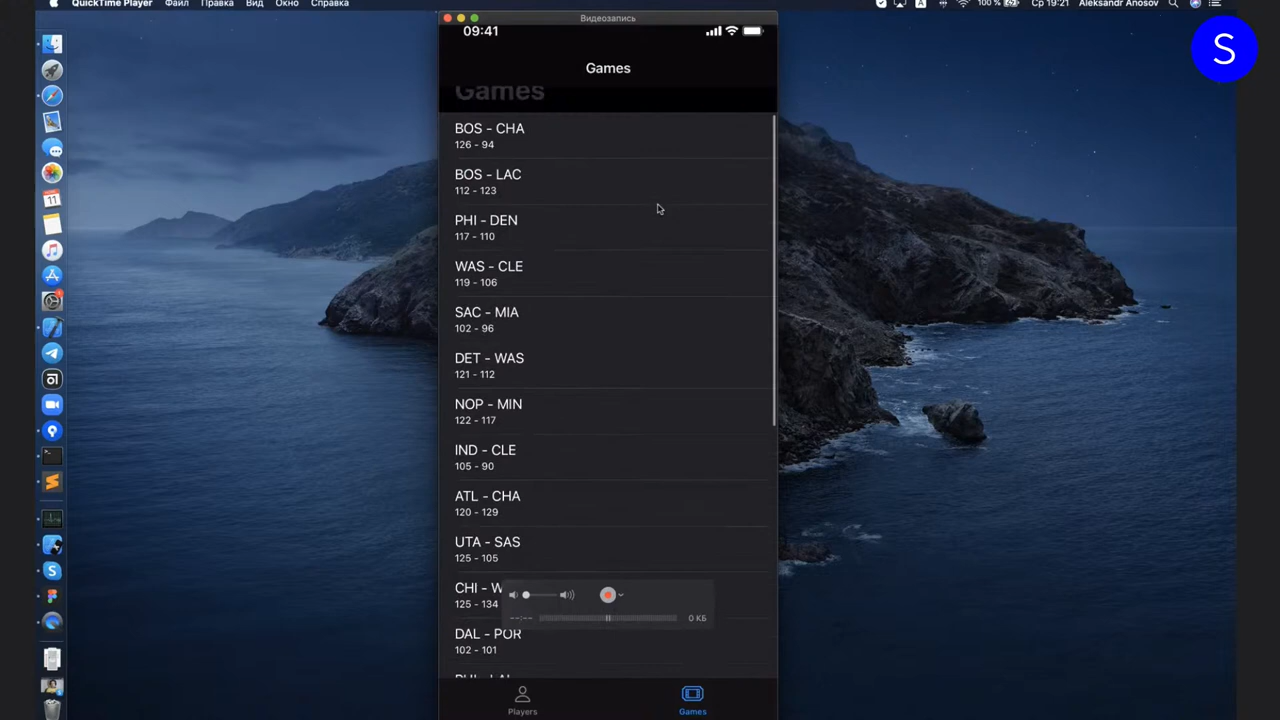 QuickTime Player Файл Правка Вид Окно Справка
100 % Ср 19:21 Aleksandr Anosov
A
S
Видеозапись
09:41
Games
Games
BOS - CHA
126 - 94
BOS - LAC
112 - 123
PHI - DEN
117 - 110
WAS - CLE
119 - 106
SAC - MIA
102 - 96
DET - WAS
121 - 112
NOP - MIN
122 - 117
IND - CLE
105 - 90
ATL - CHA
120 - 129
UTA - SAS
125 - 105
CHI - W
125 - 134
--:-- 0 КБ
DAL - POR
102 - 101
Players Games
11